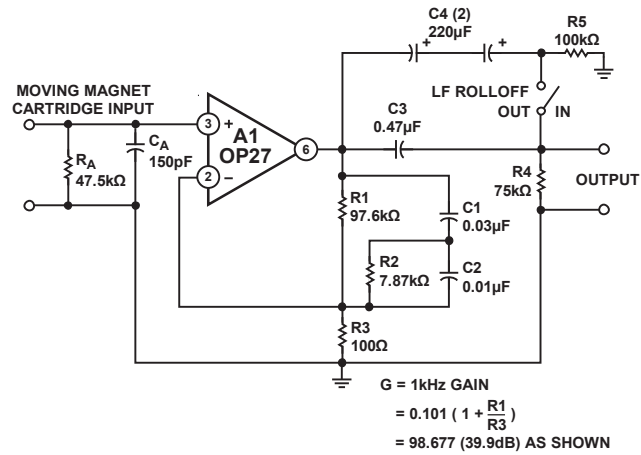 C4 (2)
220µF
+
+
R5
100kΩ
MOVING MAGNET
CARTRIDGE INPUT
LF ROLLOFF
OUT
IN
C3
0.47µF
3
+
A1
OP27
6
2
–
RA
47.5kΩ
CA
150pF
R4
75kΩ
OUTPUT
R1
97.6kΩ
C1
0.03µF
R2
7.87kΩ
C2
0.01µF
R3
100Ω
G = 1kHz GAIN
= 0.101 ( 1 + R1/R3 )
= 98.677 (39.9dB) AS SHOWN